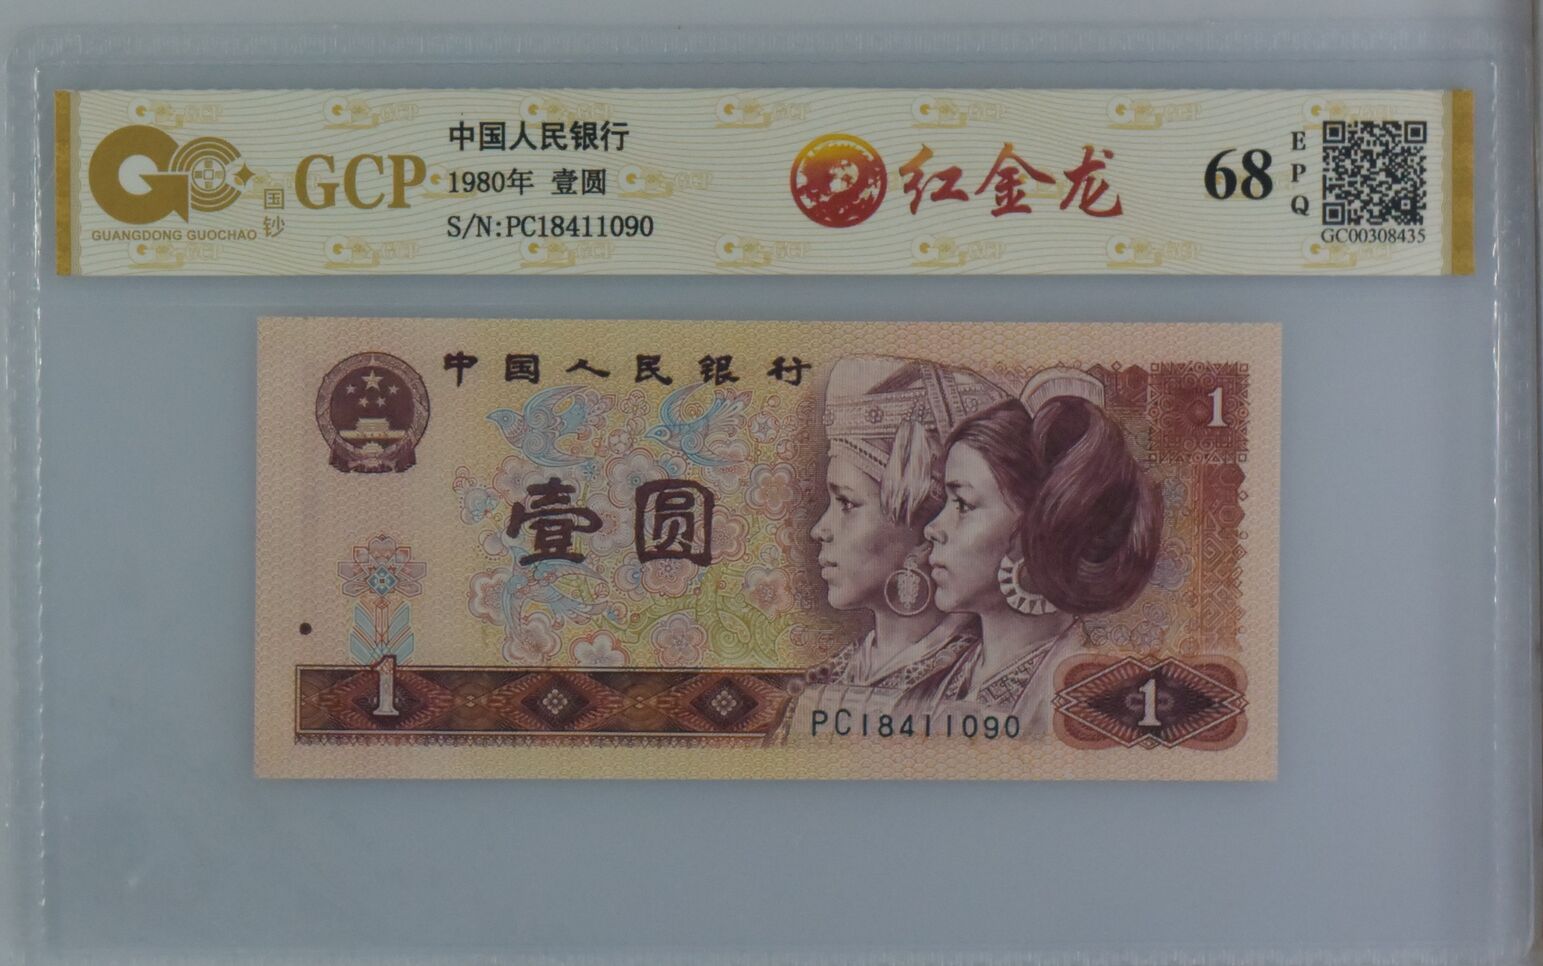 GCP
国钞
GUANGDONG GUOCHAO
中国人民银行
1980年 壹圆
S/N:PC18411090
红金龙
68
EPQ
GC00308435
中国人民银行
1
壹圆
1
1
PC18411090